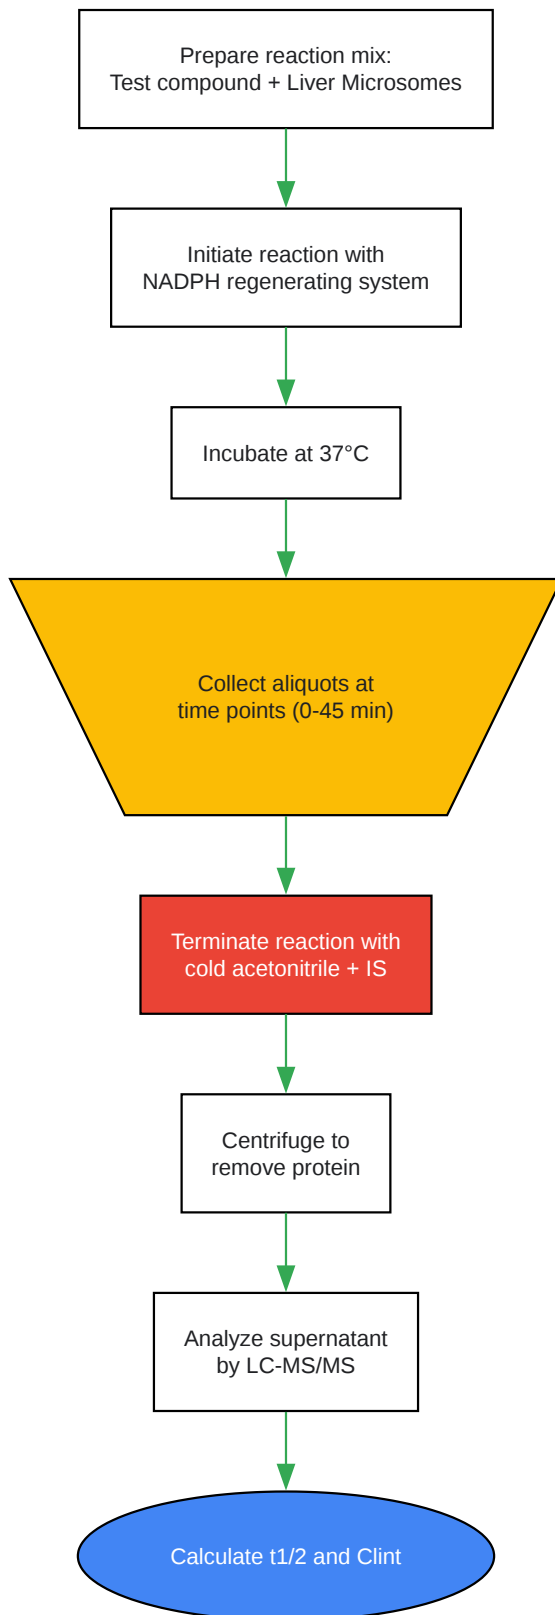 Prepare reaction mix:
Test compound + Liver Microsomes
Initiate reaction with
NADPH regenerating system
Incubate at 37°C
Collect aliquots at
time points (0-45 min)
Terminate reaction with
cold acetonitrile + IS
Centrifuge to
remove protein
Analyze supernatant
by LC-MS/MS
Calculate t1/2 and Clint